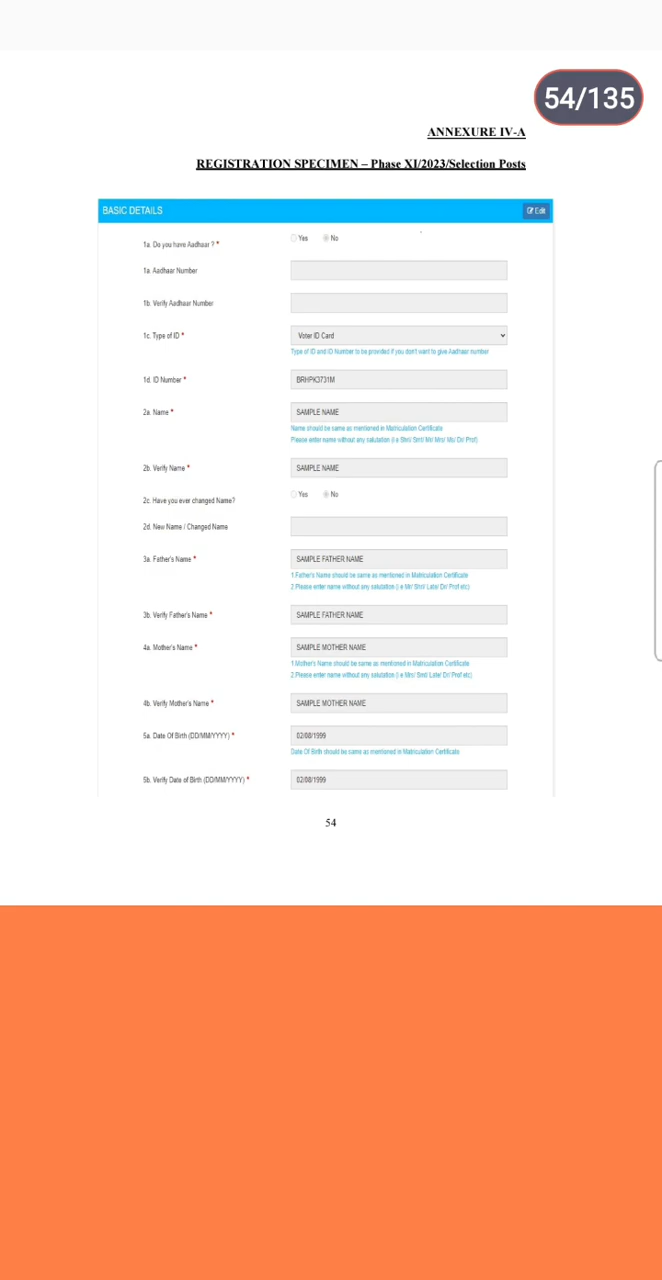 54/135
ANNEXURE IV-A
REGISTRATION SPECIMEN – Phase XI/2023/Selection Posts
BASIC DETAILS
Edit
1a. Do you have Aadhaar ? *
Yes No
1a. Aadhaar Number
1b. Verify Aadhaar Number
1c. Type of ID *
Voter ID Card
Type of ID and ID Number to be provided if you don't want to give Aadhaar number
1d. ID Number *
BRHPK3731M
2a. Name *
SAMPLE NAME
Name should be same as mentioned in Matriculation Certificate
Please enter name without any salutation (i.e Shri/ Smt/ Mr/ Mrs/ Ms/ Dr/ Prof)
2b. Verify Name *
SAMPLE NAME
2c. Have you ever changed Name?
Yes No
2d. New Name / Changed Name
3a. Father's Name *
SAMPLE FATHER NAME
1.Father's Name should be same as mentioned in Matriculation Certificate
2.Please enter name without any salutation (i.e Mr/ Shri/ Late/ Dr/ Prof etc)
3b. Verify Father's Name *
SAMPLE FATHER NAME
4a. Mother's Name *
SAMPLE MOTHER NAME
1.Mother's Name should be same as mentioned in Matriculation Certificate
2.Please enter name without any salutation (i.e Mrs/ Smt/ Late/ Dr/ Prof etc)
4b. Verify Mother's Name *
SAMPLE MOTHER NAME
5a. Date Of Birth (DD/MM/YYYY) *
02/08/1999
Date Of Birth should be same as mentioned in Matriculation Certificate
5b. Verify Date of Birth (DD/MM/YYYY) *
02/08/1999
54